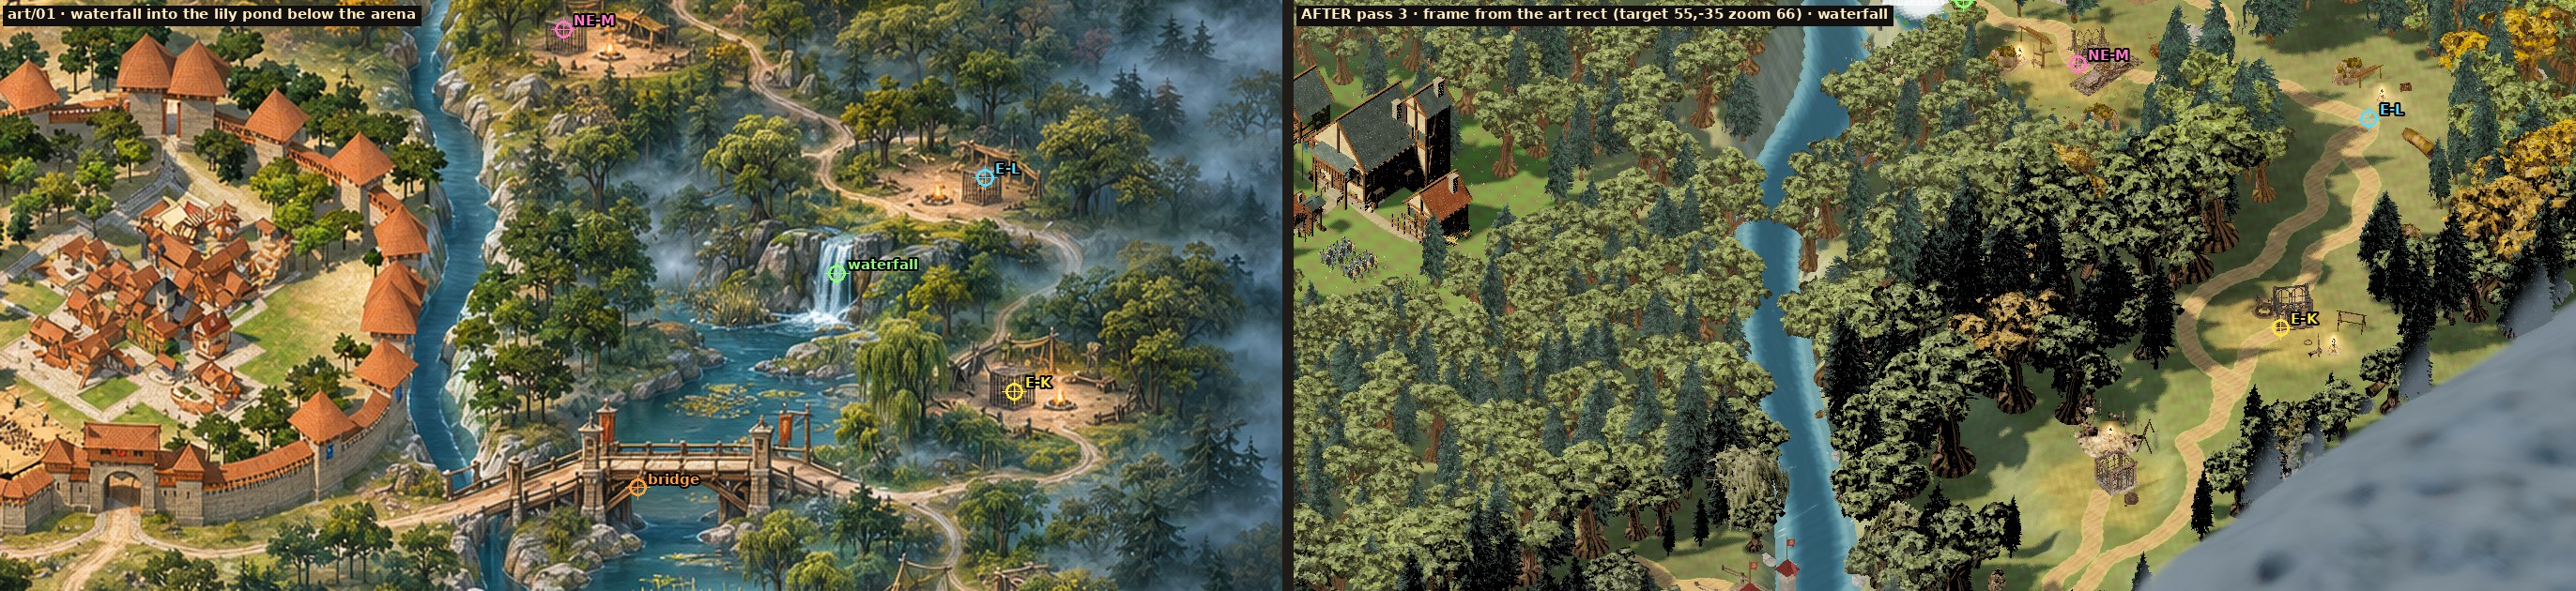 art/01 · waterfall into the lily pond below the arena
NE-M
E-L
waterfall
E-K
bridge
AFTER pass 3 · frame from the art rect (target 55,-35 zoom 66) · waterfall
NE-M
E-L
E-K